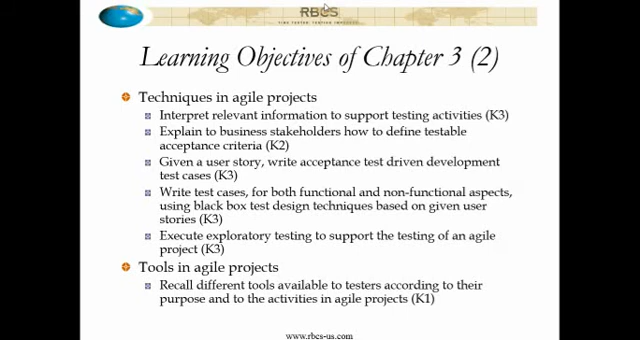 RBCS
Learning Objectives of Chapter 3 (2)
Techniques in agile projects
Interpret relevant information to support testing activities (K3)
Explain to business stakeholders how to define testable
acceptance criteria (K2)
Given a user story, write acceptance test driven development
test cases (K3)
Write test cases, for both functional and non-functional aspects,
using black box test design techniques based on given user
stories (K3)
Execute exploratory testing to support the testing of an agile
project (K3)
Tools in agile projects
Recall different tools available to testers according to their
purpose and to the activities in agile projects (K1)
www.rbcs-us.com